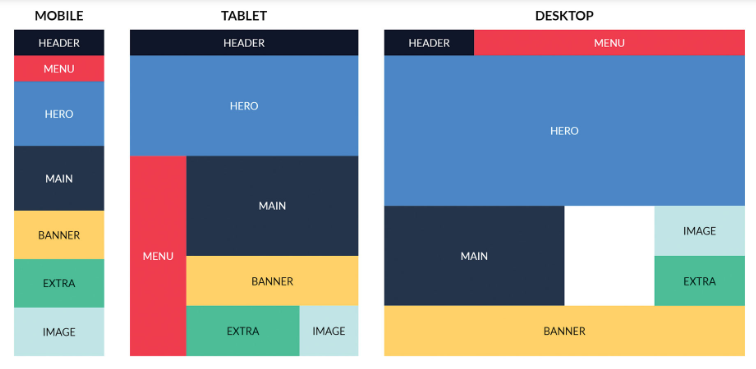 MOBILE
HEADER
MENU
HERO
MAIN
BANNER
EXTRA
IMAGE
TABLET
HEADER
HERO
MENU
MAIN
BANNER
EXTRA
IMAGE
DESKTOP
HEADER
MENU
HERO
MAIN
IMAGE
EXTRA
BANNER